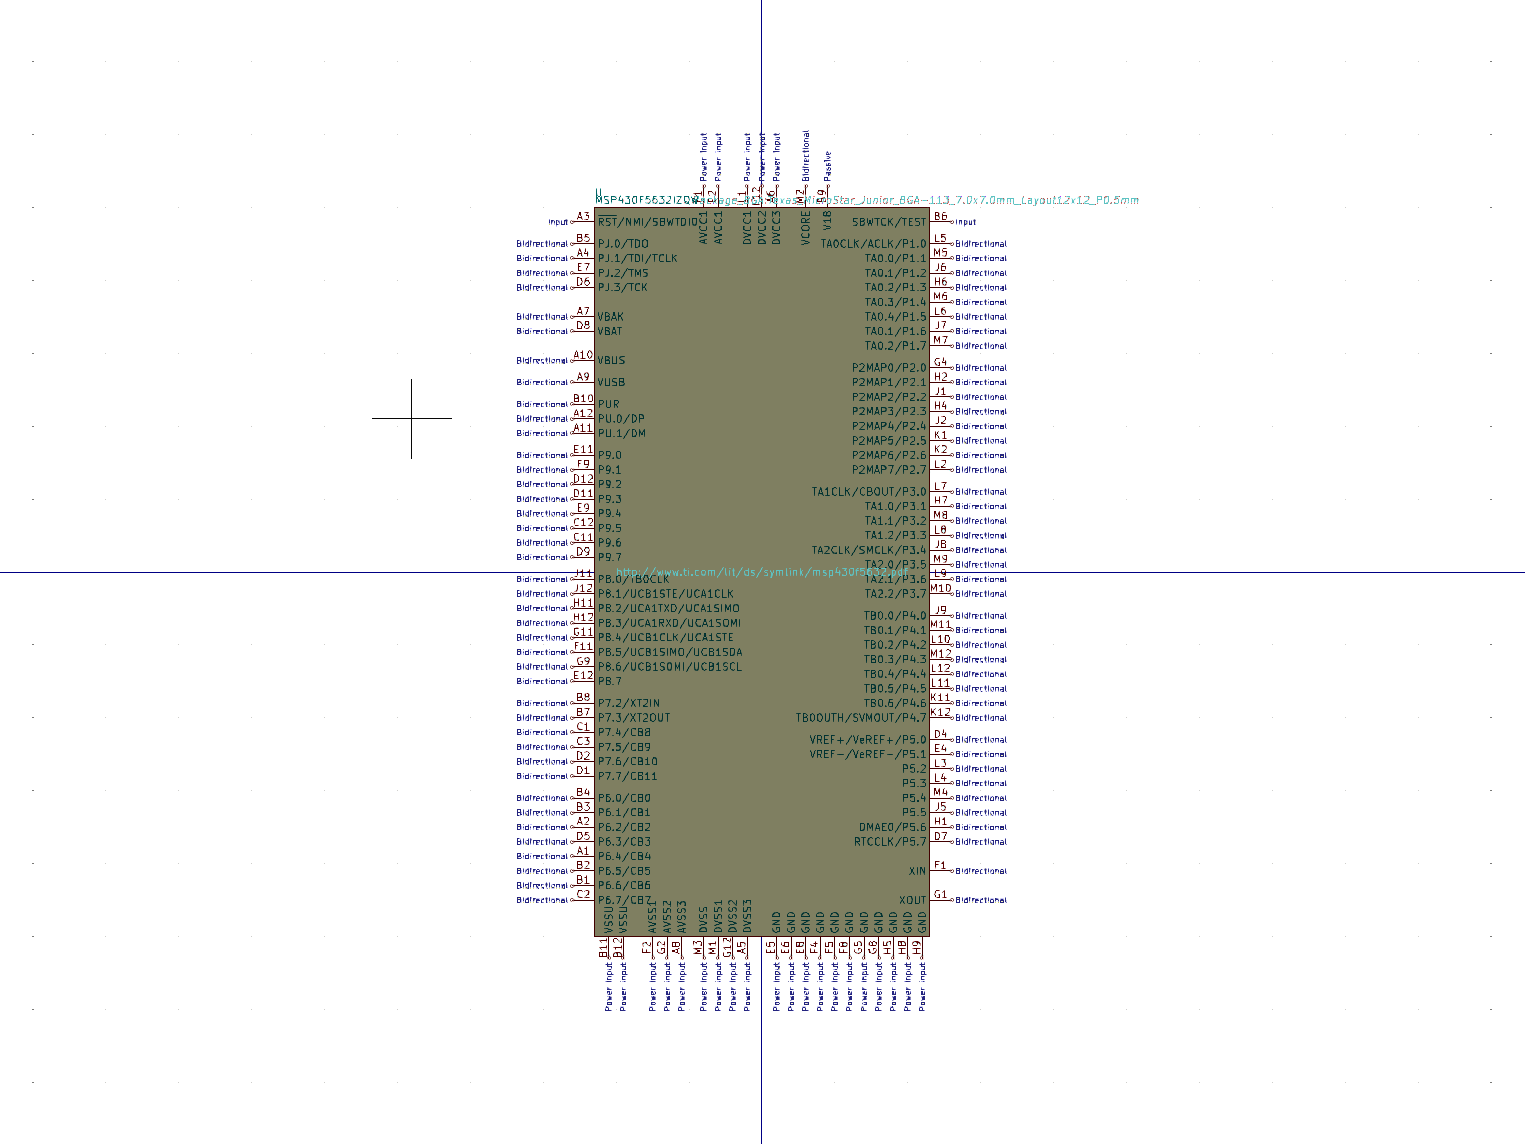 Power Input Power Input Power Input Power Input Power Input Bidirectional Passive
U
C12 L11 F12 A6 M2 B9
http://www.ti.com/lit/ds/symlink/msp430f5632.pdf
AVCC1 AVCC1 DVCC1 DVCC2 DVCC3 VCORE V18
Input A3 RST/NMI/SBWTDIO
Bidirectional B5 PJ.0/TDO
Bidirectional A4 PJ.1/TDI/TCLK
Bidirectional E7 PJ.2/TMS
Bidirectional D6 PJ.3/TCK
Bidirectional A7 VBAK
Bidirectional D8 VBAT
Bidirectional A10 VBUS
Bidirectional A9 VUSB
Bidirectional B10 PUR
Bidirectional A12 PU.0/DP
Bidirectional A11 PU.1/DM
Bidirectional E11 P9.0
Bidirectional F9 P9.1
Bidirectional D12 P9.2
Bidirectional D11 P9.3
Bidirectional E9 P9.4
Bidirectional C12 P9.5
Bidirectional C11 P9.6
Bidirectional D9 P9.7
Bidirectional J11 P8.0/TB0CLK
Bidirectional J12 P8.1/UCB1STE/UCA1CLK
Bidirectional H11 P8.2/UCA1TXD/UCA1SIMO
Bidirectional H12 P8.3/UCA1RXD/UCA1SOMI
Bidirectional G11 P8.4/UCB1CLK/UCA1STE
Bidirectional F11 P8.5/UCB1SIMO/UCB1SDA
Bidirectional G9 P8.6/UCB1SOMI/UCB1SCL
Bidirectional E12 P8.7
Bidirectional B8 P7.2/XT2IN
Bidirectional B7 P7.3/XT2OUT
Bidirectional C1 P7.4/CB8
Bidirectional C3 P7.5/CB9
Bidirectional D2 P7.6/CB10
Bidirectional D1 P7.7/CB11
Bidirectional B4 P6.0/CB0
Bidirectional B3 P6.1/CB1
Bidirectional A2 P6.2/CB2
Bidirectional D5 P6.3/CB3
Bidirectional A1 P6.4/CB4
Bidirectional B2 P6.5/CB5
Bidirectional B1 P6.6/CB6
Bidirectional C2 P6.7/CB7
SBWTCK/TEST B6 Input
TA0CLK/ACLK/P1.0 L5 Bidirectional
TA0.0/P1.1 M5 Bidirectional
TA0.1/P1.2 J6 Bidirectional
TA0.2/P1.3 H6 Bidirectional
TA0.3/P1.4 M6 Bidirectional
TA0.4/P1.5 L6 Bidirectional
TA0.1/P1.6 J7 Bidirectional
TA0.2/P1.7 M7 Bidirectional
P2MAP0/P2.0 G4 Bidirectional
P2MAP1/P2.1 H2 Bidirectional
P2MAP2/P2.2 J1 Bidirectional
P2MAP3/P2.3 H4 Bidirectional
P2MAP4/P2.4 J2 Bidirectional
P2MAP5/P2.5 K1 Bidirectional
P2MAP6/P2.6 K2 Bidirectional
P2MAP7/P2.7 L2 Bidirectional
TA1CLK/CBOUT/P3.0 L7 Bidirectional
TA1.0/P3.1 H7 Bidirectional
TA1.1/P3.2 M8 Bidirectional
TA1.2/P3.3 L8 Bidirectional
TA2CLK/SMCLK/P3.4 J8 Bidirectional
TA2.0/P3.5 M9 Bidirectional
TA2.1/P3.6 L9 Bidirectional
TA2.2/P3.7 M10 Bidirectional
TB0.0/P4.0 J9 Bidirectional
TB0.1/P4.1 M11 Bidirectional
TB0.2/P4.2 L10 Bidirectional
TB0.3/P4.3 M12 Bidirectional
TB0.4/P4.4 L12 Bidirectional
TB0.5/P4.5 L11 Bidirectional
TB0.6/P4.6 K11 Bidirectional
TB0OUTH/SVMOUT/P4.7 K12 Bidirectional
VREF+/VeREF+/P5.0 D4 Bidirectional
VREF-/VeREF-/P5.1 E4 Bidirectional
P5.2 L3 Bidirectional
P5.3 L4 Bidirectional
P5.4 M4 Bidirectional
P5.5 J5 Bidirectional
DMAE0/P5.6 H1 Bidirectional
RTCCLK/P5.7 D7 Bidirectional
XIN F1 Bidirectional
XOUT G1 Bidirectional
VSSU VSSU AVSS1 AVSS2 AVSS3 DVSS DVSS1 DVSS2 DVSS3 GND GND GND GND GND GND GND GND GND GND GND
B11 B12 F2 G2 A8 M3 M1 G12 A5 E5 E6 E8 F4 F5 F8 G5 G8 H5 H8 H9
Power Input Power Input Power Input Power Input Power Input Power Input Power Input Power Input Power Input Power Input Power Input Power Input Power Input Power Input Power Input Power Input Power Input Power Input Power Input Power Input